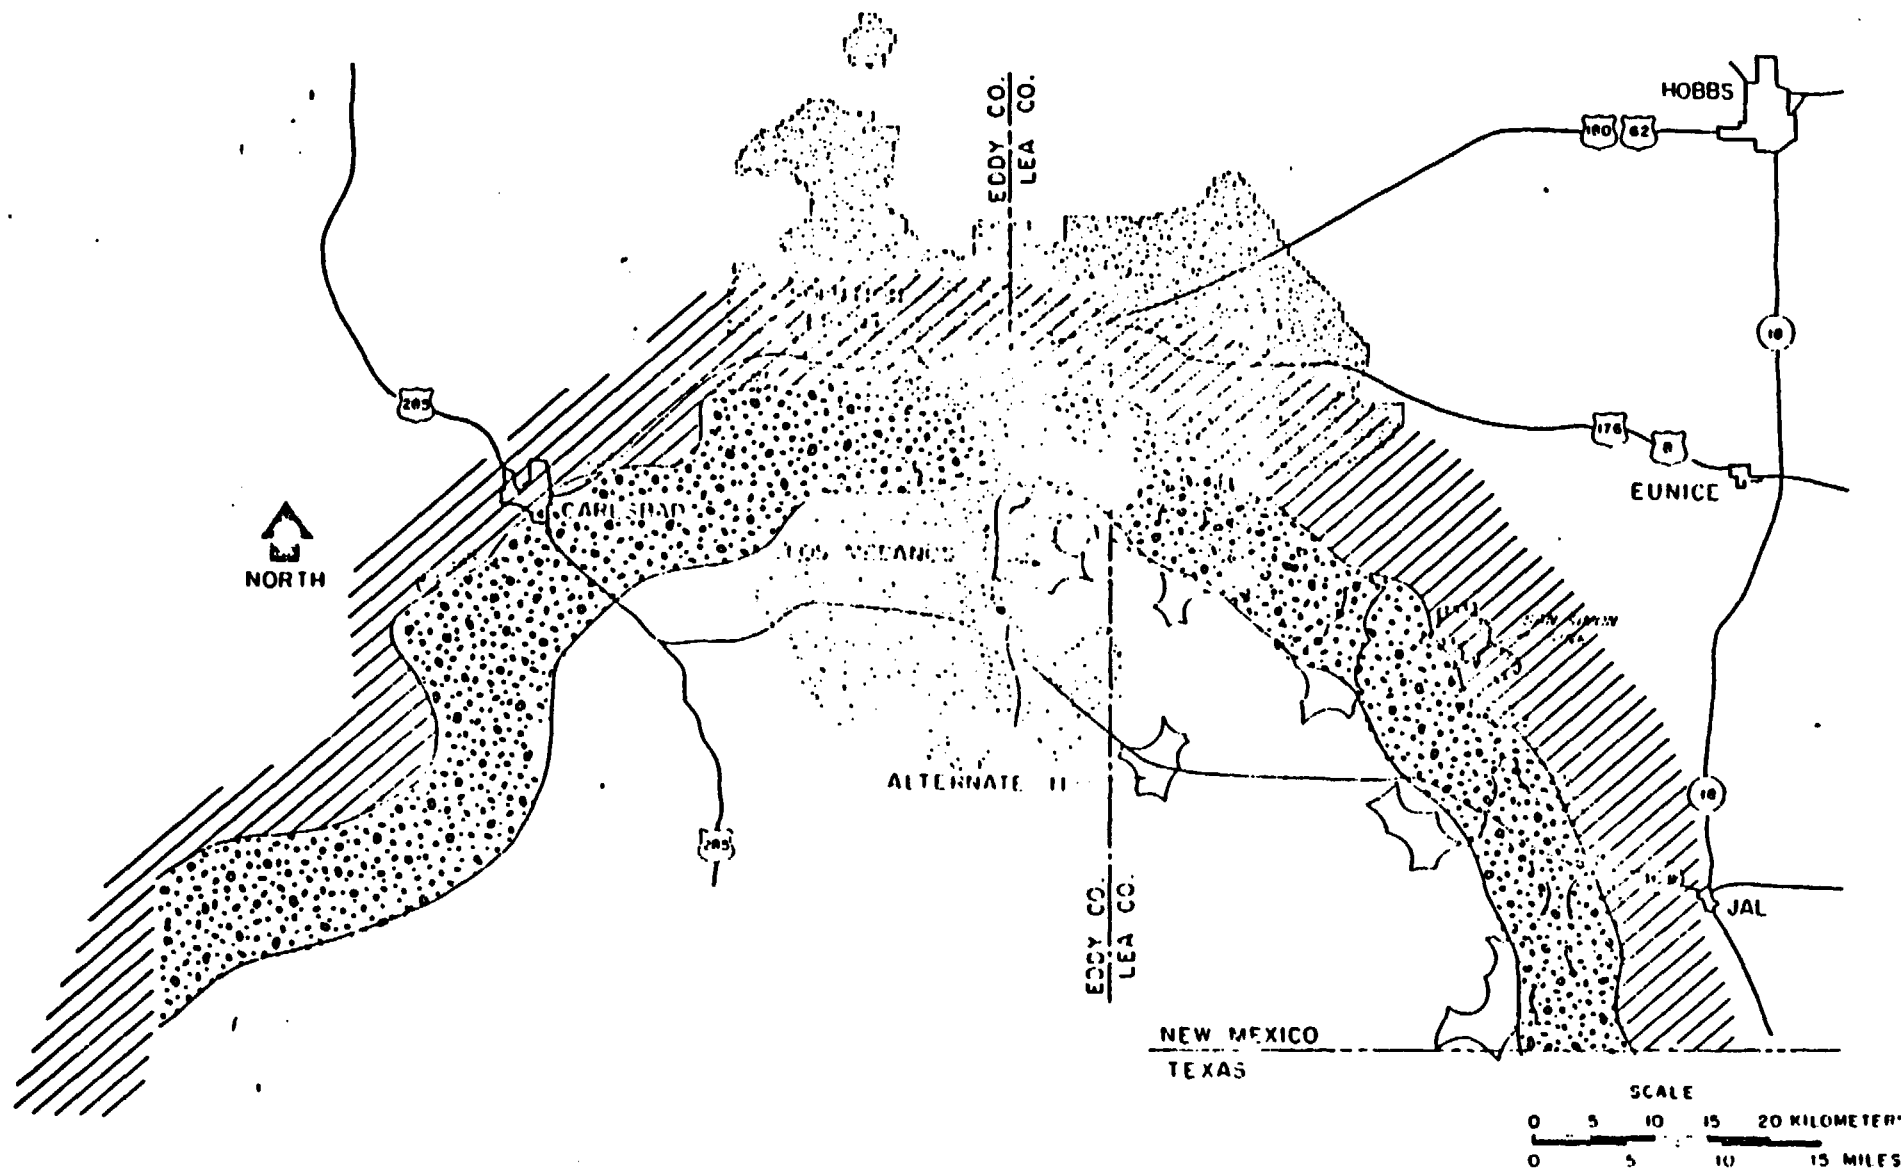 EDDY CO.
LEA CO.
HOBBS
180 62
18
285
176
8
EUNICE
CARLSBAD
LOS MEDANOS
NORTH
ALTERNATE II
18
285
JAL
EDDY CO.
LEA CO.
NEW MEXICO
TEXAS
SCALE
0 5 10 15 20 KILOMETER
0 5 10 15 MILES